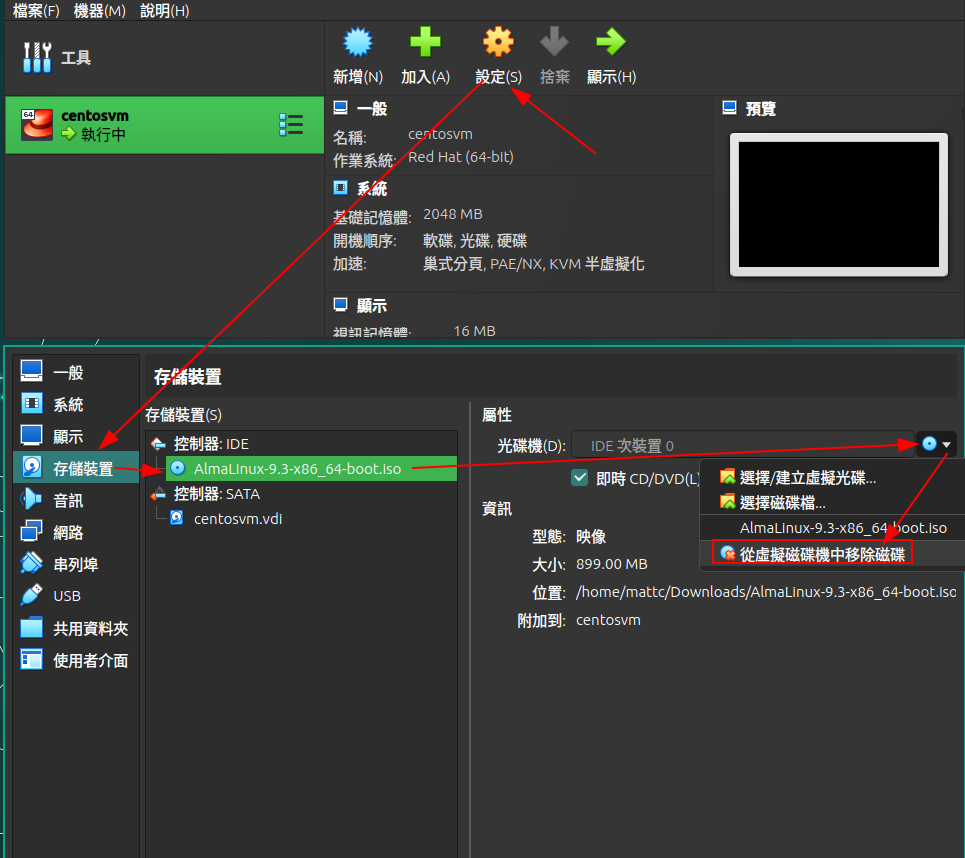 檔案(F) 機器(M) 說明(H)
工具
新增(N) 加入(A) 設定(S) 捨棄 顯示(H)
64
centosvm
執行中
一般
名稱: centosvm
作業系統: Red Hat (64-bit)
系統
基礎記憶體: 2048 MB
開機順序: 軟碟, 光碟, 硬碟
加速: 巢式分頁, PAE/NX, KVM 半虛擬化
顯示
視訊記憶體: 16 MB
預覽
一般
系統
顯示
存儲裝置
音訊
網路
串列埠
USB
共用資料夾
使用者介面
存儲裝置
存儲裝置(S)
控制器: IDE
AlmaLinux-9.3-x86_64-boot.iso
控制器: SATA
centosvm.vdi
屬性
光碟機(D): IDE 次裝置 0
即時 CD/DVD(L)
選擇/建立虛擬光碟...
選擇磁碟檔...
AlmaLinux-9.3-x86_64-boot.iso
從虛擬磁碟機中移除磁碟
資訊
型態: 映像
大小: 899.00 MB
位置: /home/mattc/Downloads/AlmaLinux-9.3-x86_64-boot.iso
附加到: centosvm